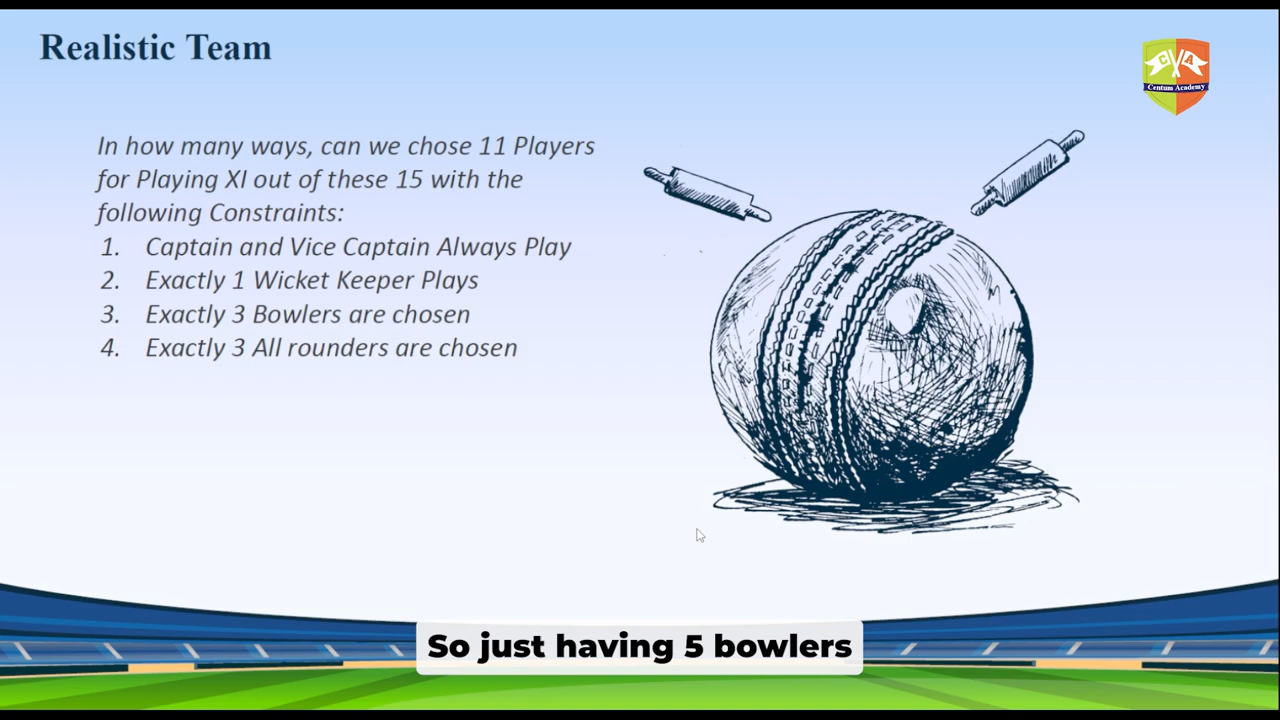 Realistic Team
C A
Centum Academy
In how many ways, can we chose 11 Players
for Playing XI out of these 15 with the
following Constraints:
1. Captain and Vice Captain Always Play
2. Exactly 1 Wicket Keeper Plays
3. Exactly 3 Bowlers are chosen
4. Exactly 3 All rounders are chosen
So just having 5 bowlers